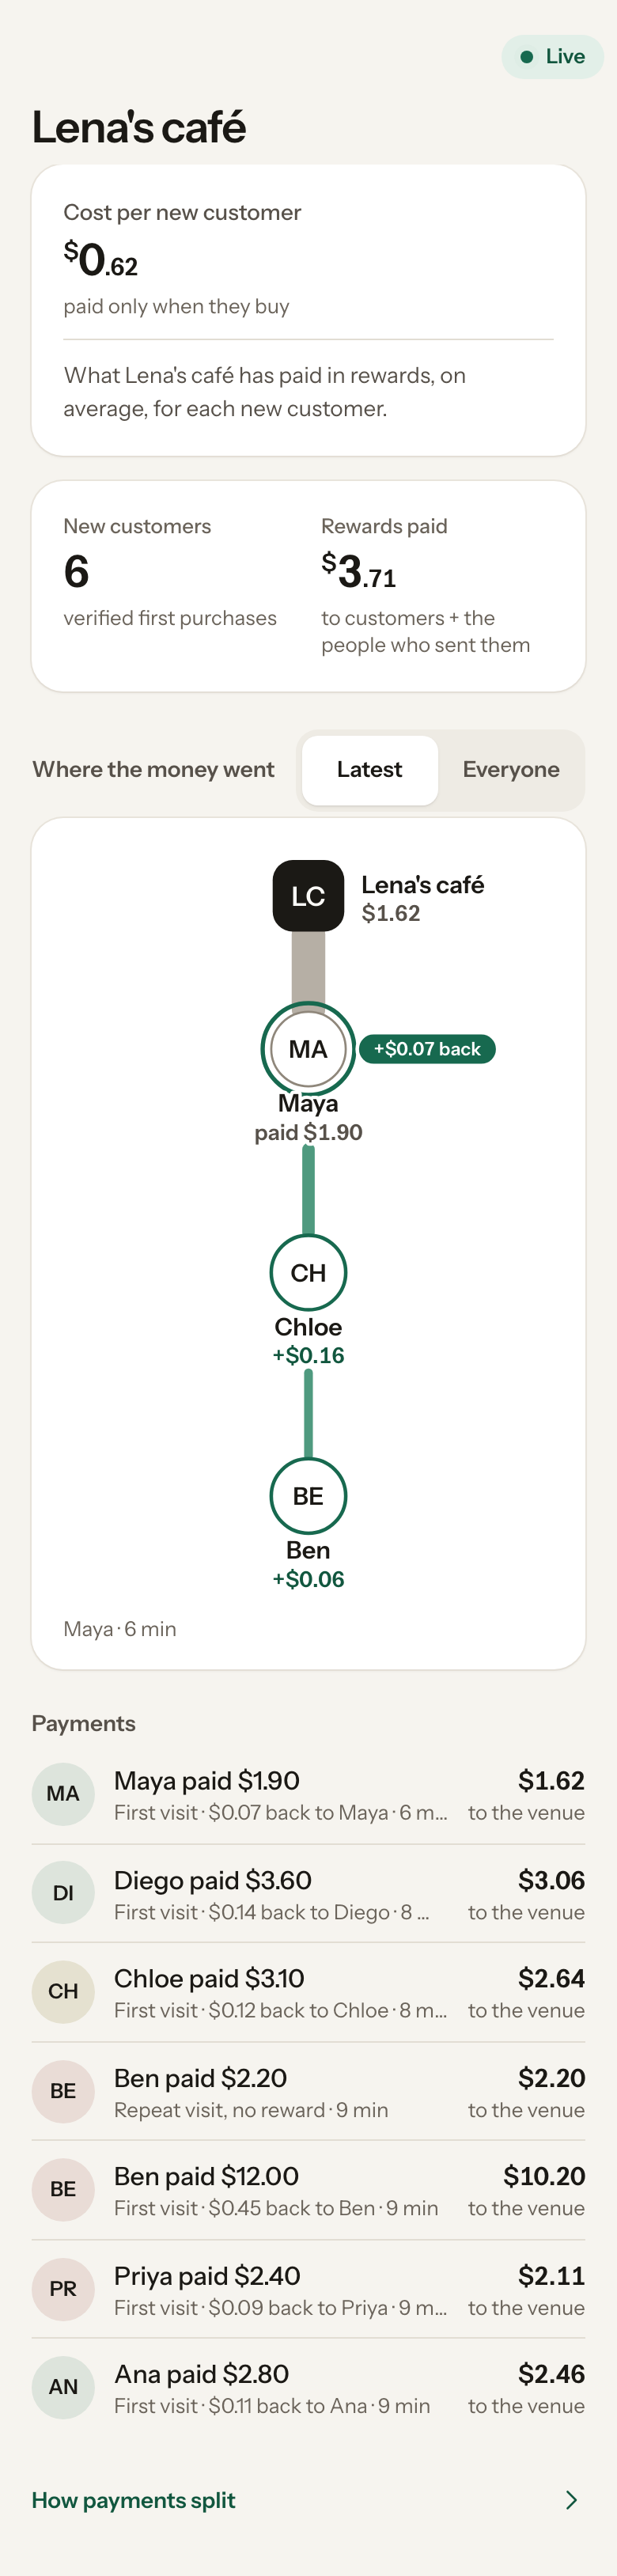 Live
Lena's café
Cost per new customer
$0.62
paid only when they buy
What Lena's café has paid in rewards, on
average, for each new customer.
New customers
6
verified first purchases
Rewards paid
$3.71
to customers + the
people who sent them
Where the money went
Latest
Everyone
LC
Lena's café
$1.62
MA
+$0.07 back
Maya
paid $1.90
CH
Chloe
+$0.16
BE
Ben
+$0.06
Maya · 6 min
Payments
MA
Maya paid $1.90
$1.62
First visit · $0.07 back to Maya · 6 m...
to the venue
DI
Diego paid $3.60
$3.06
First visit · $0.14 back to Diego · 8 ...
to the venue
CH
Chloe paid $3.10
$2.64
First visit · $0.12 back to Chloe · 8 m...
to the venue
BE
Ben paid $2.20
$2.20
Repeat visit, no reward · 9 min
to the venue
BE
Ben paid $12.00
$10.20
First visit · $0.45 back to Ben · 9 min
to the venue
PR
Priya paid $2.40
$2.11
First visit · $0.09 back to Priya · 9 m...
to the venue
AN
Ana paid $2.80
$2.46
First visit · $0.11 back to Ana · 9 min
to the venue
How payments split